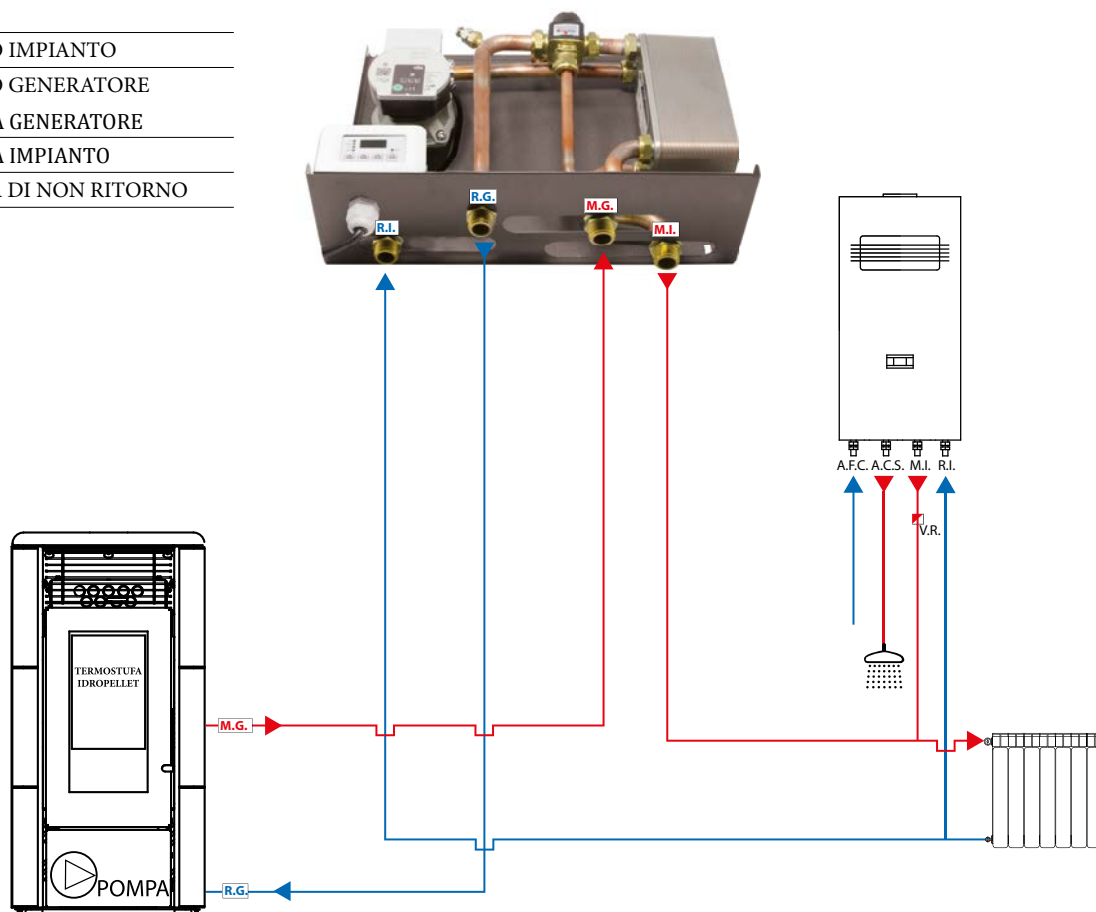 IMPIANTO
GENERATORE
GENERATORE
IMPIANTO
DI NON RITORNO
R.I.
R.G.
M.G.
M.I.
A.F.C. A.C.S. M.I. R.I.
V.R.
TERMOSTUFA
IDROPELLET
M.G.
POMPA
R.G.